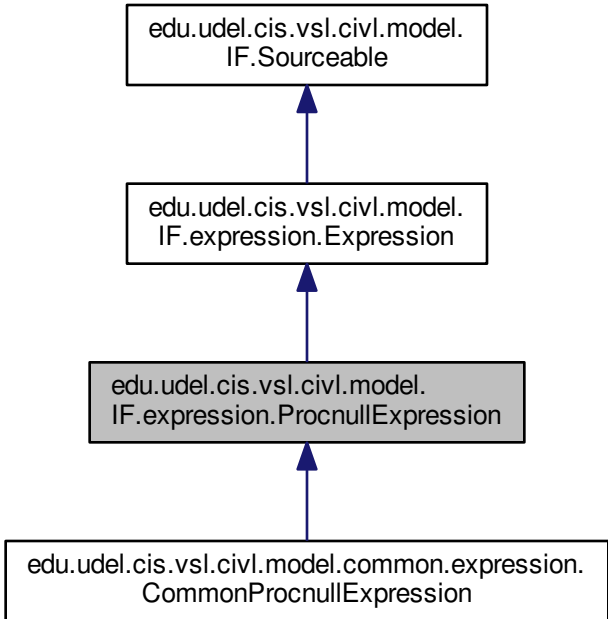 edu.udel.cis.vsl.civl.model.
IF.Sourceable
edu.udel.cis.vsl.civl.model.
IF.expression.Expression
edu.udel.cis.vsl.civl.model.
IF.expression.ProcnullExpression
edu.udel.cis.vsl.civl.model.common.expression.
CommonProcnullExpression